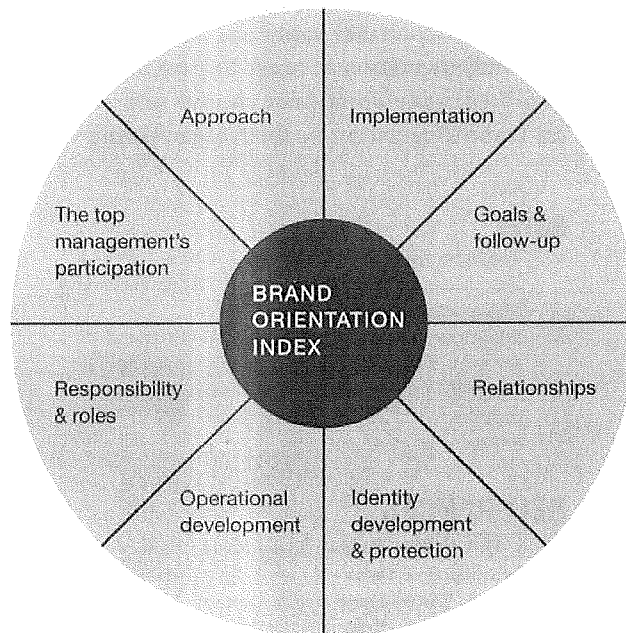 Approach
Implementation
The top
management's
participation
Goals &
follow-up
BRAND
ORIENTATION
INDEX
Responsibility
& roles
Relationships
Operational
development
Identity
development
& protection